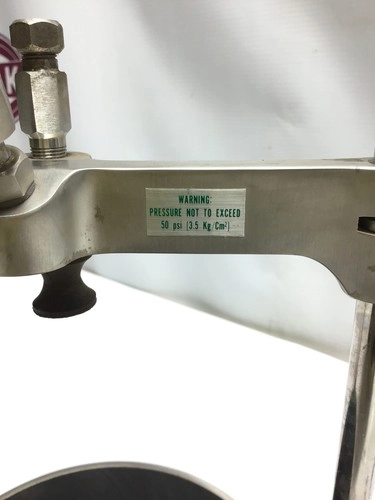 WARNING:
PRESSURE NOT TO EXCEED
50 psi (3.5 Kg/Cm²)